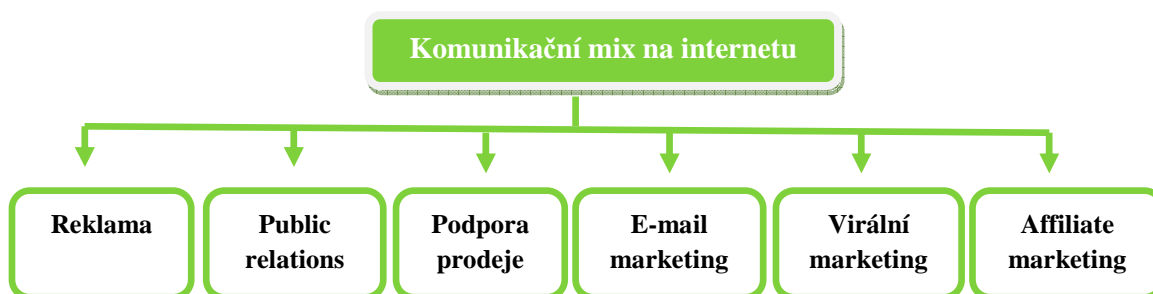 Komunikační mix na internetu
Reklama
Public
relations
Podpora
prodeje
E-mail
marketing
Virální
marketing
Affiliate
marketing